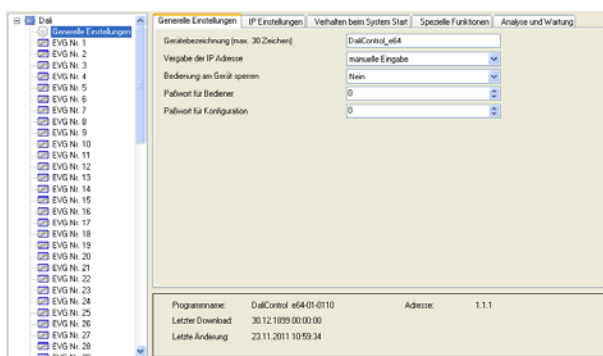 Dali
Generelle Einstellungen
EVG Nr. 1
EVG Nr. 2
EVG Nr. 3
EVG Nr. 4
EVG Nr. 5
EVG Nr. 6
EVG Nr. 7
EVG Nr. 8
EVG Nr. 9
EVG Nr. 10
EVG Nr. 11
EVG Nr. 12
EVG Nr. 13
EVG Nr. 14
EVG Nr. 15
EVG Nr. 16
EVG Nr. 17
EVG Nr. 18
EVG Nr. 19
EVG Nr. 20
EVG Nr. 21
EVG Nr. 22
EVG Nr. 23
EVG Nr. 24
EVG Nr. 25
EVG Nr. 26
EVG Nr. 27
EVG Nr. 28
Generelle Einstellungen IP Einstellungen Verhalten beim System Start Spezielle Funktionen Analyse und Wartung
Gerätebezeichnung (max. 30 Zeichen) DaliControl_e64
Vergabe der IP Adresse manuelle Eingabe
Bedienung am Gerät sperren Nein
Paßwort für Bediener 0
Paßwort für Konfiguration 0
Programmname: DaliControl e64-01-0110 Adresse: 1.1.1
Letzter Download: 30.12.1899 00:00:00
Letzte Änderung: 23.11.2011 10:59:34